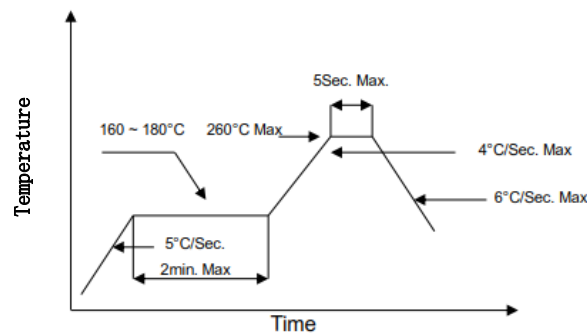 5Sec. Max.
160 ~ 180°C
260°C Max
4°C/Sec. Max
6°C/Sec. Max
5°C/Sec.
2min. Max
Temperature
Time